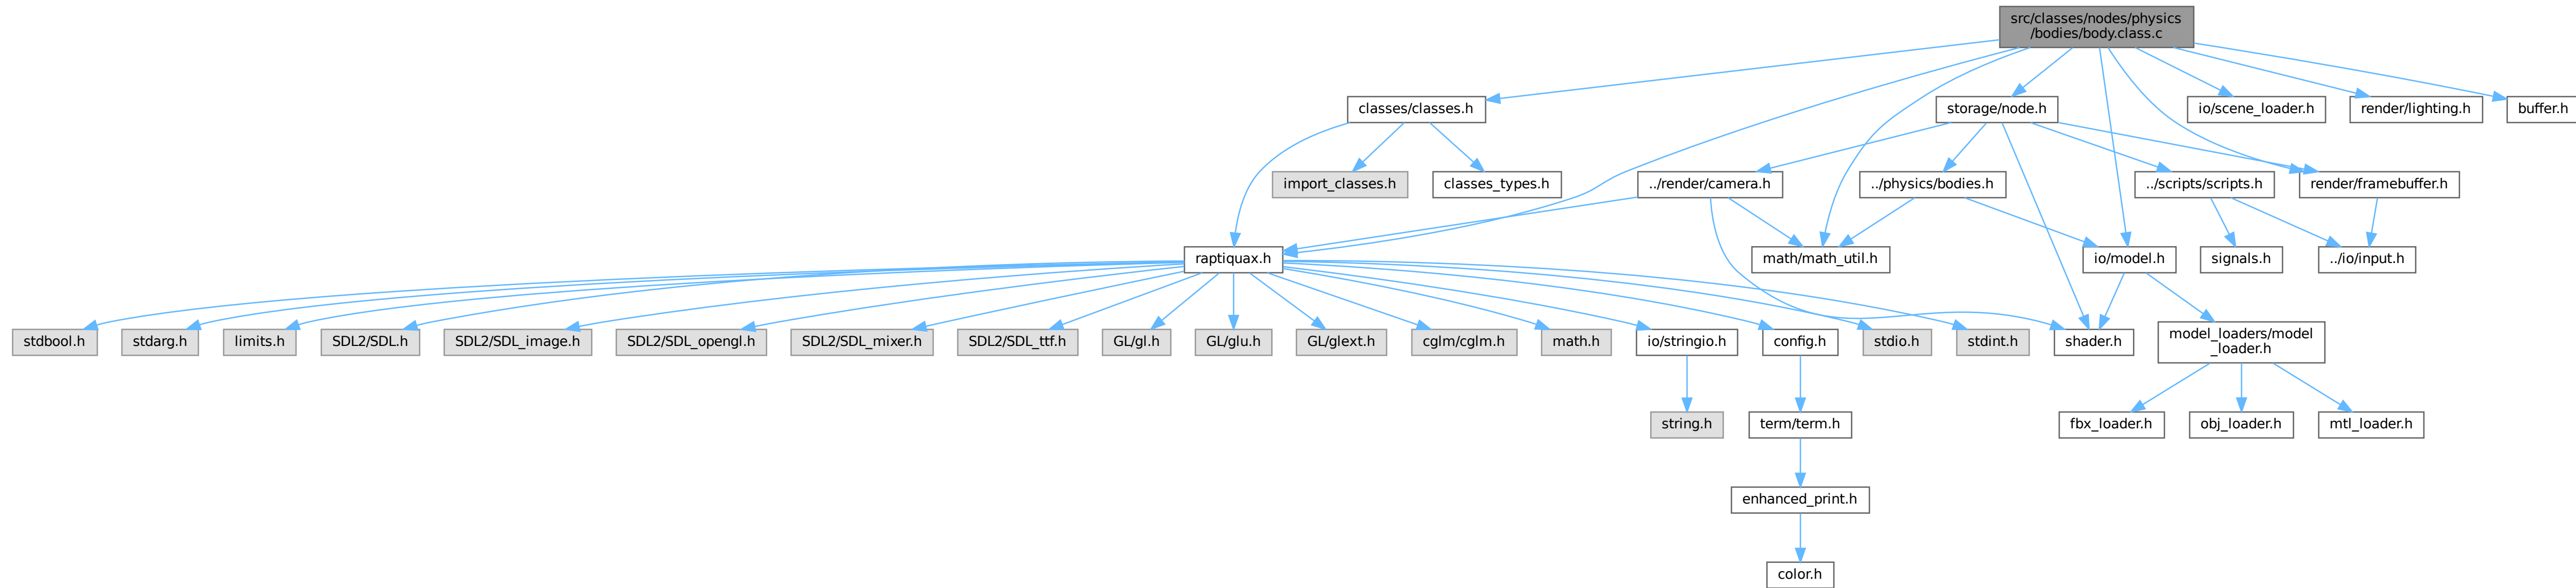 src/classes/nodes/physics
/bodies/body.class.c
classes/classes.h
storage/node.h
io/scene_loader.h
render/lighting.h
buffer.h
import_classes.h
classes_types.h
../render/camera.h
../physics/bodies.h
../scripts/scripts.h
render/framebuffer.h
raptiquax.h
math/math_util.h
io/model.h
signals.h
../io/input.h
stdbool.h
stdarg.h
limits.h
SDL2/SDL.h
SDL2/SDL_image.h
SDL2/SDL_opengl.h
SDL2/SDL_mixer.h
SDL2/SDL_ttf.h
GL/gl.h
GL/glu.h
GL/glext.h
cglm/cglm.h
math.h
io/stringio.h
config.h
stdio.h
stdint.h
shader.h
model_loaders/model
_loader.h
string.h
term/term.h
fbx_loader.h
obj_loader.h
mtl_loader.h
enhanced_print.h
color.h